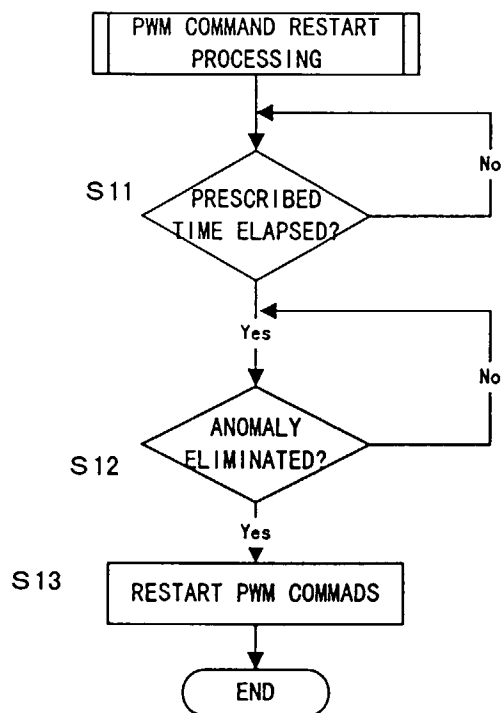 PWM COMMAND RESTART
PROCESSING
No
S11
PRESCRIBED
TIME ELAPSED?
Yes
No
S12
ANOMALY
ELIMINATED?
Yes
S13
RESTART PWM COMMADS
END